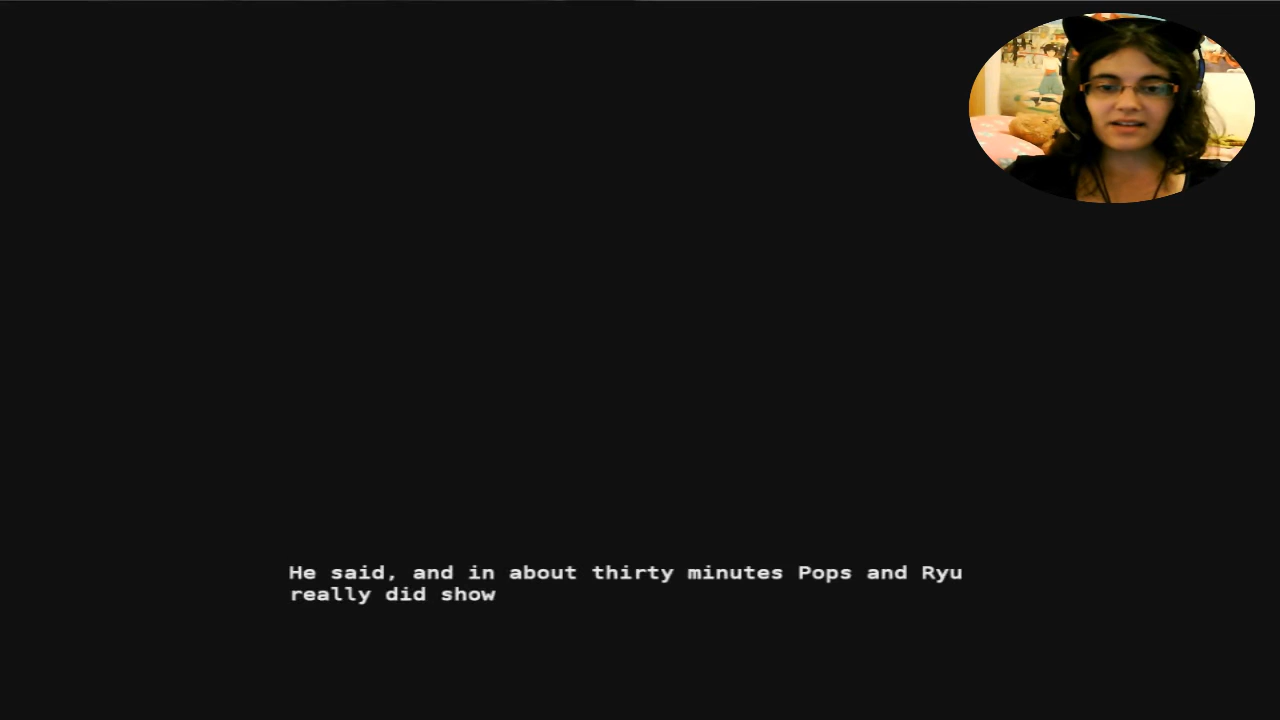 He said, and in about thirty minutes Pops and Ryu
really did show